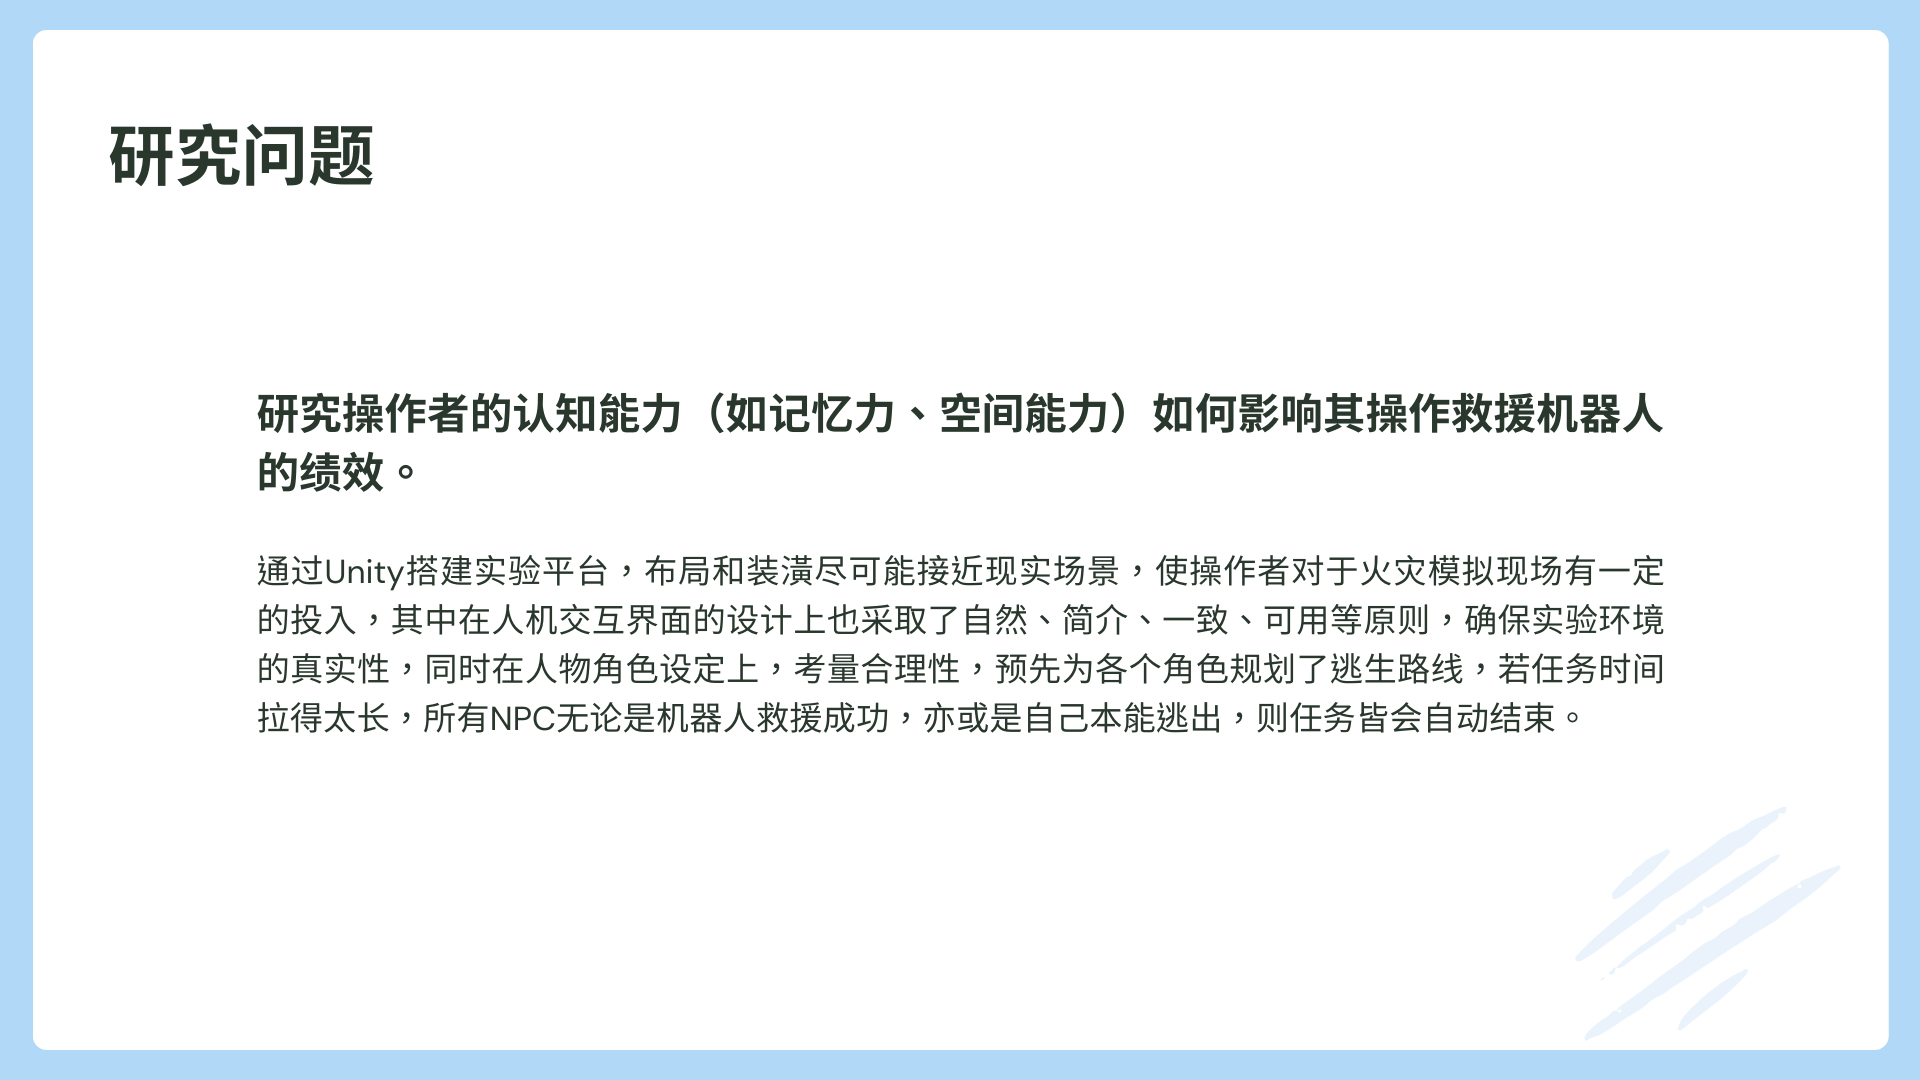 研究问题
研究操作者的认知能力（如记忆力、空间能力）如何影响其操作救援机器人
的绩效。
通过Unity搭建实验平台，布局和装潢尽可能接近现实场景，使操作者对于火灾模拟现场有一定
的投入，其中在人机交互界面的设计上也采取了自然、简介、一致、可用等原则，确保实验环境
的真实性，同时在人物角色设定上，考量合理性，预先为各个角色规划了逃生路线，若任务时间
拉得太长，所有NPC无论是机器人救援成功，亦或是自己本能逃出，则任务皆会自动结束。